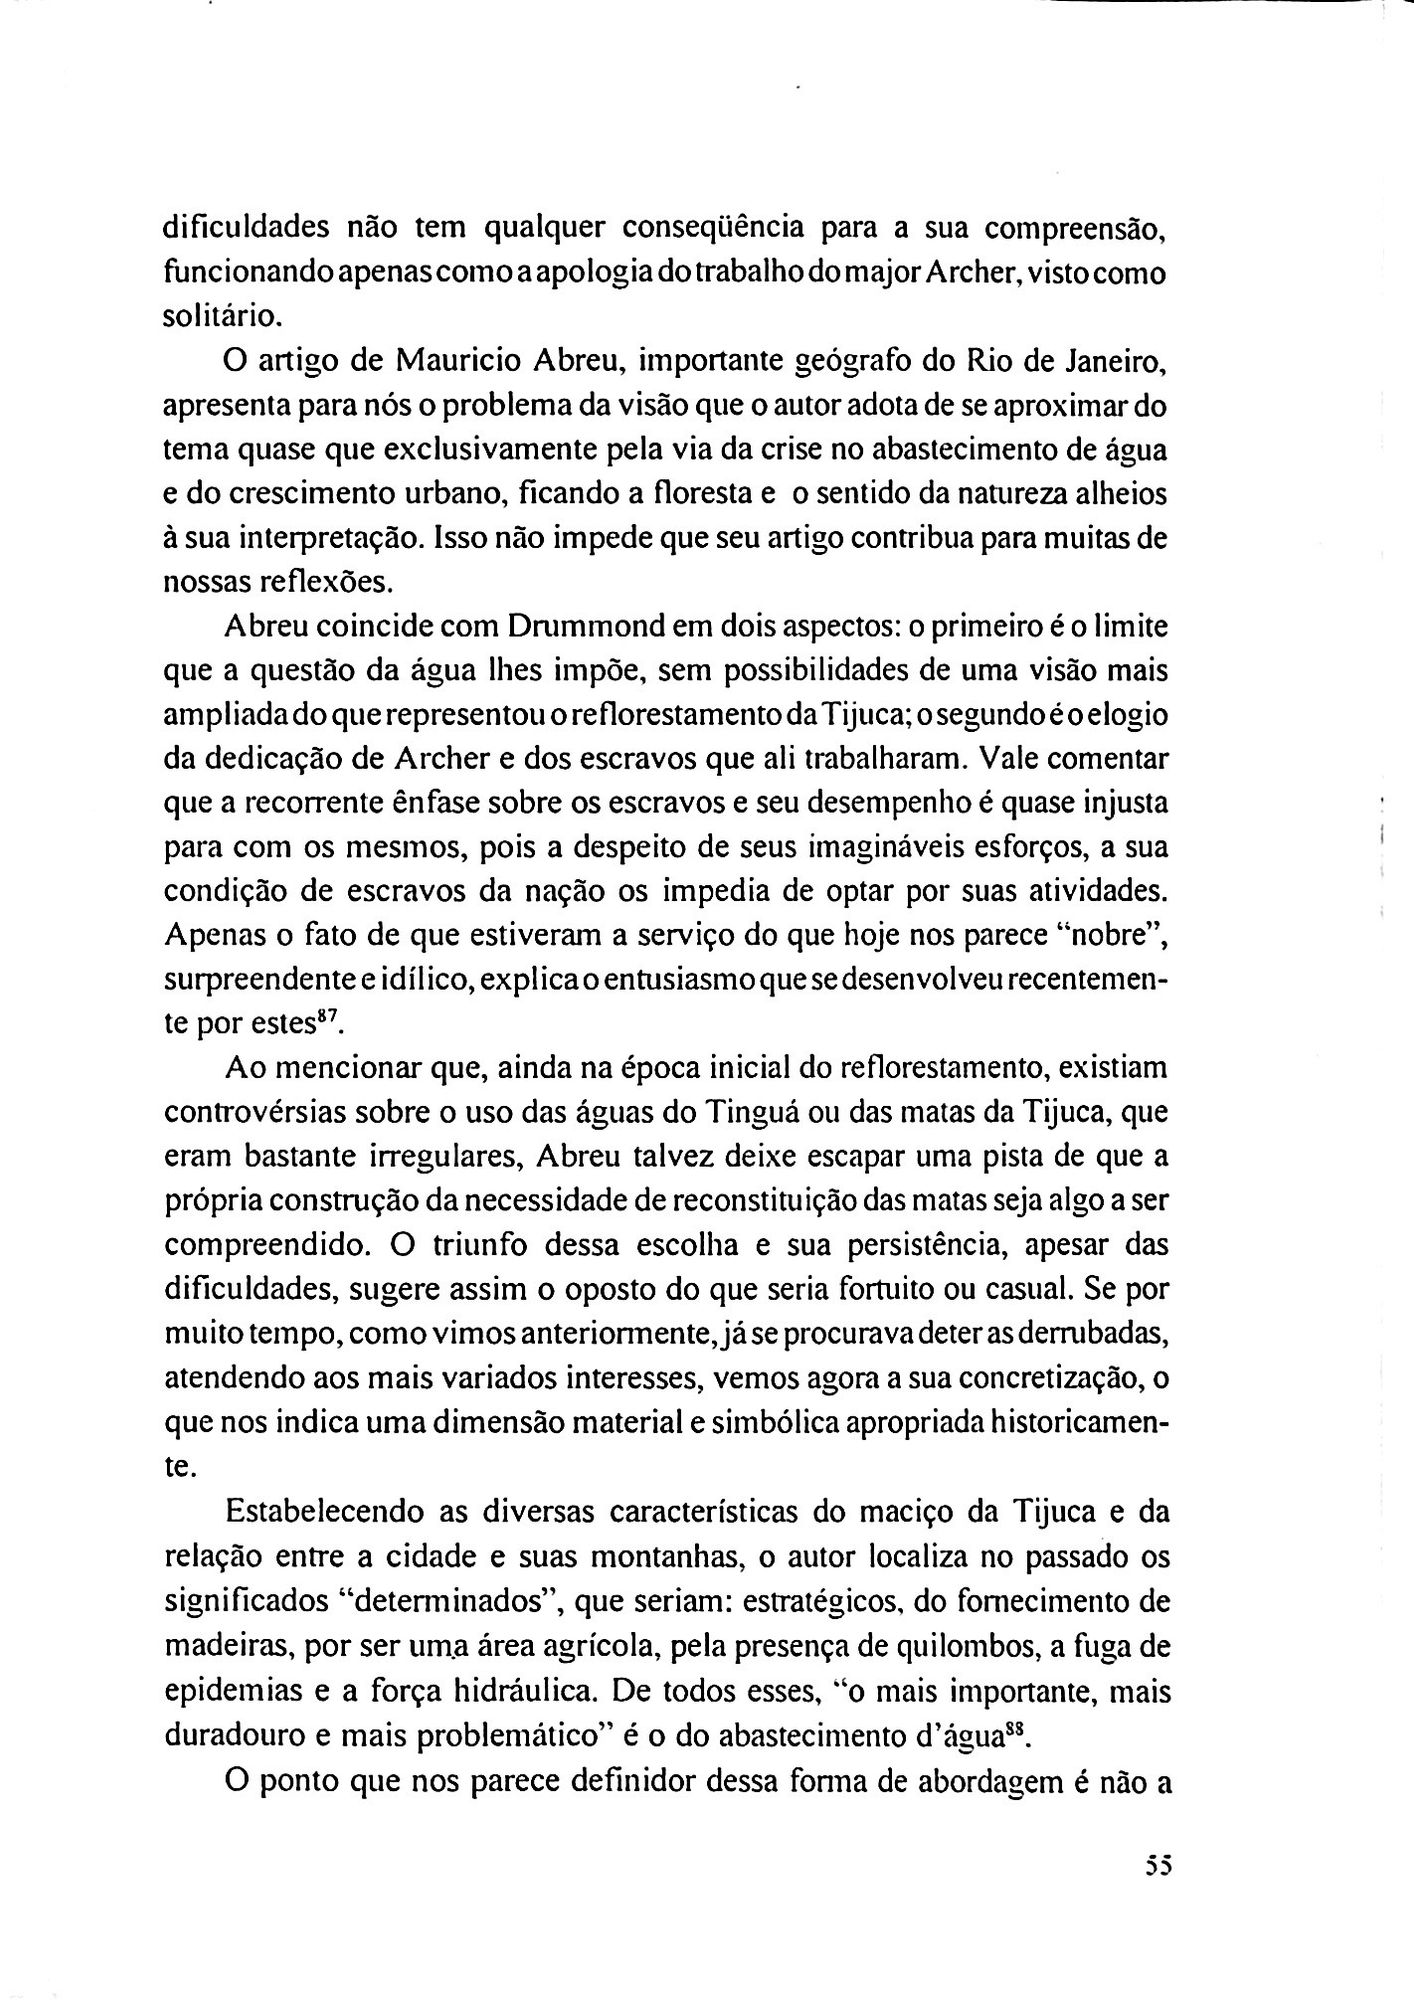 dificuldades não tem qualquer conseqüência para a sua compreensão,
funcionando apenas como a apologia do trabalho do major Archer, visto como
solitário.
O artigo de Mauricio Abreu, importante geógrafo do Rio de Janeiro,
apresenta para nós o problema da visão que o autor adota de se aproximar do
tema quase que exclusivamente pela via da crise no abastecimento de água
e do crescimento urbano, ficando a floresta e o sentido da natureza alheios
à sua interpretação. Isso não impede que seu artigo contribua para muitas de
nossas reflexões.
Abreu coincide com Drummond em dois aspectos: o primeiro é o limite
que a questão da água lhes impõe, sem possibilidades de uma visão mais
ampliada do que representou o reflorestamento da Tijuca; o segundo é o elogio
da dedicação de Archer e dos escravos que ali trabalharam. Vale comentar
que a recorrente ênfase sobre os escravos e seu desempenho é quase injusta
para com os mesmos, pois a despeito de seus imagináveis esforços, a sua
condição de escravos da nação os impedia de optar por suas atividades.
Apenas o fato de que estiveram a serviço do que hoje nos parece “nobre”,
surpreendente e idílico, explica o entusiasmo que se desenvolveu recentemen-
te por estes⁸⁷.
Ao mencionar que, ainda na época inicial do reflorestamento, existiam
controvérsias sobre o uso das águas do Tinguá ou das matas da Tijuca, que
eram bastante irregulares, Abreu talvez deixe escapar uma pista de que a
própria construção da necessidade de reconstituição das matas seja algo a ser
compreendido. O triunfo dessa escolha e sua persistência, apesar das
dificuldades, sugere assim o oposto do que seria fortuito ou casual. Se por
muito tempo, como vimos anteriormente, já se procurava deter as derrubadas,
atendendo aos mais variados interesses, vemos agora a sua concretização, o
que nos indica uma dimensão material e simbólica apropriada historicamen-
te.
Estabelecendo as diversas características do maciço da Tijuca e da
relação entre a cidade e suas montanhas, o autor localiza no passado os
significados “determinados”, que seriam: estratégicos, do fornecimento de
madeiras, por ser uma área agrícola, pela presença de quilombos, a fuga de
epidemias e a força hidráulica. De todos esses, “o mais importante, mais
duradouro e mais problemático” é o do abastecimento d’água⁸⁸.
O ponto que nos parece definidor dessa forma de abordagem é não a
55